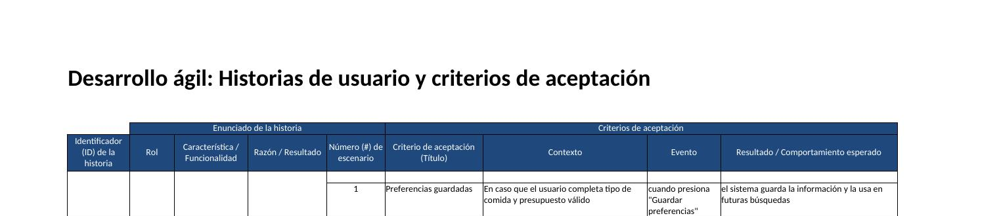 Desarrollo ágil: Historias de usuario y criterios de aceptación
Enunciado de la historia
Criterios de aceptación
Identificador
(ID) de la
historia
Rol
Característica /
Funcionalidad
Razón / Resultado
Número (#) de
escenario
Criterio de aceptación
(Título)
Contexto
Evento
Resultado / Comportamiento esperado
1
Preferencias guardadas
En caso que el usuario completa tipo de
comida y presupuesto válido
cuando presiona
"Guardar
preferencias"
el sistema guarda la información y la usa en
futuras búsquedas